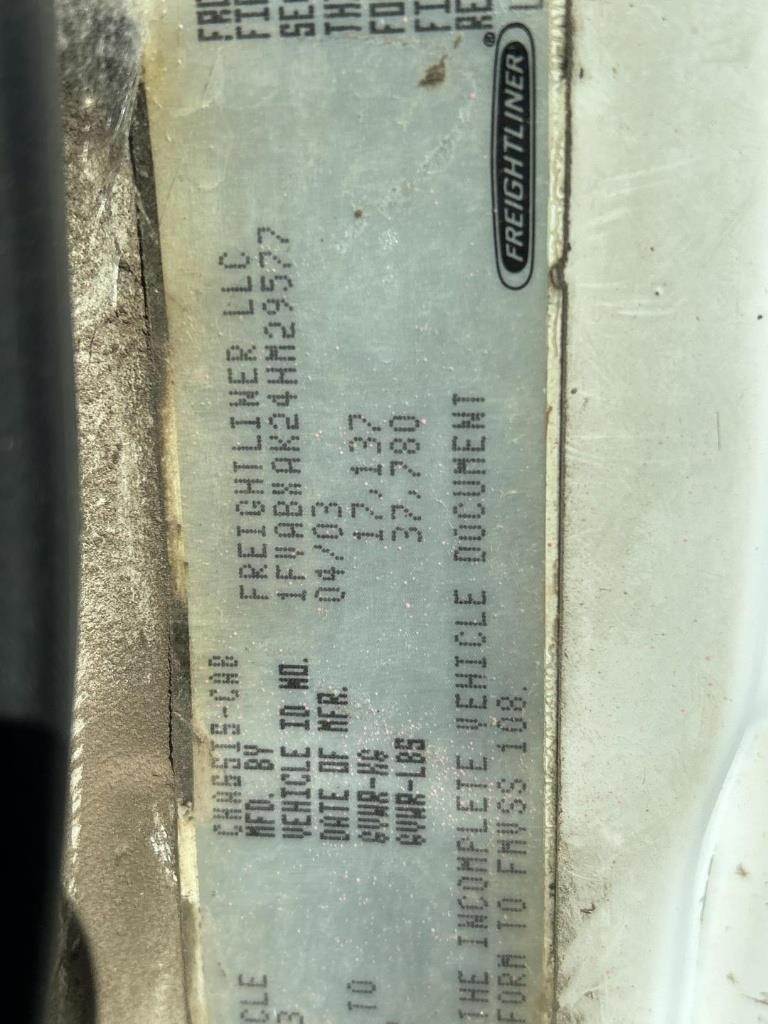 FREIGHTLINER®
CHASSIS-CAB
MFD. BY FREIGHTLINER LLC
VEHICLE ID NO. 1FVABXAK24HM29577
DATE OF MFR. 04/03
GVWR-KG 17,137
GVWR-LBS 37,780
THE INCOMPLETE VEHICLE DOCUMENT
FORM TO FMVSS 108.
TO